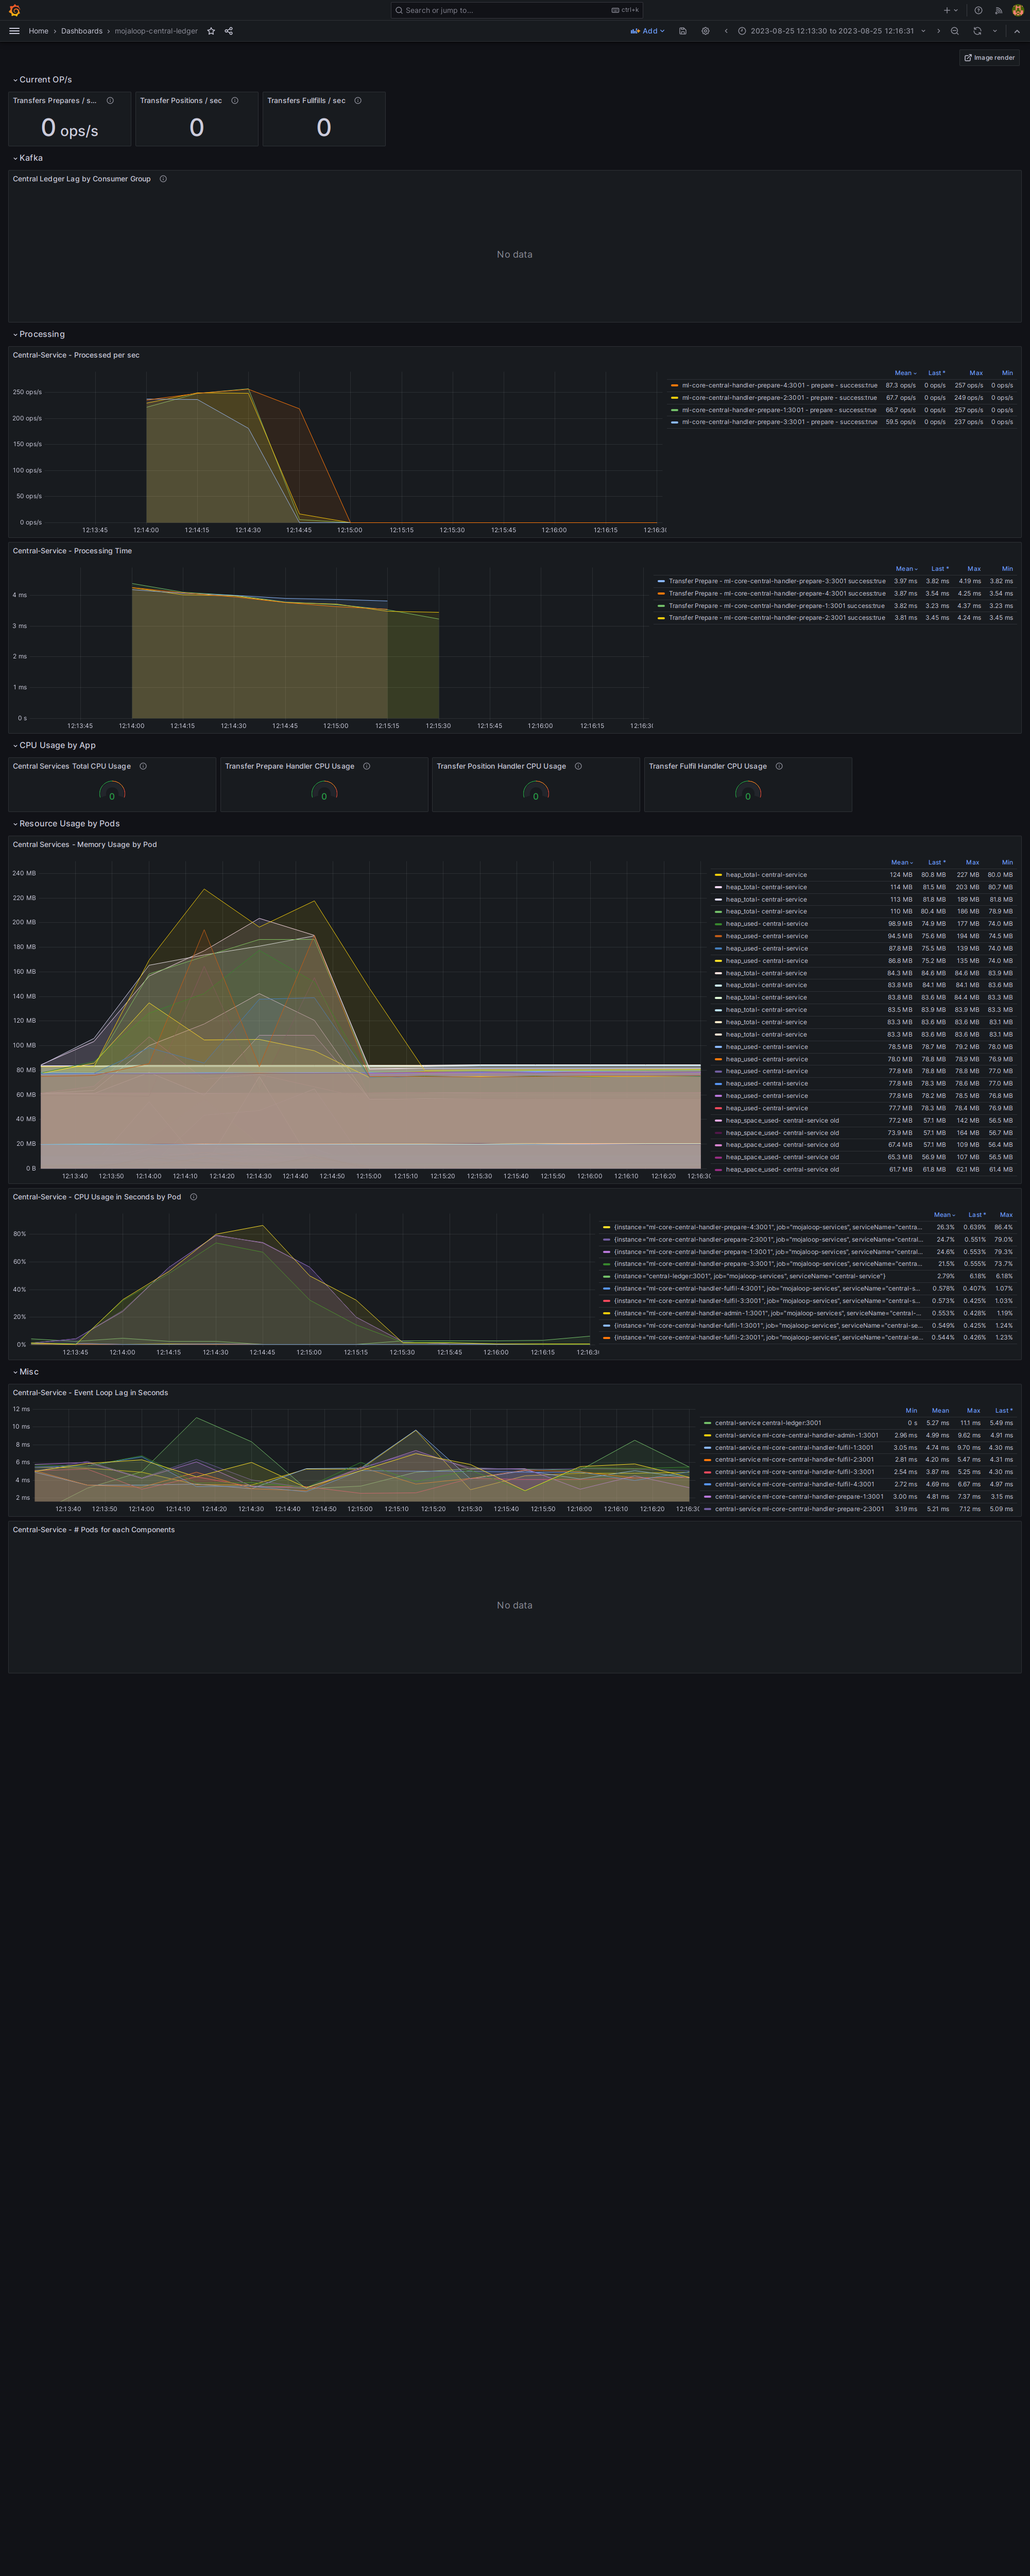 Search or jump to...
ctrl+k
Home
Dashboards
mojaloop-central-ledger
Add
2023-08-25 12:13:30 to 2023-08-25 12:16:31
Image render
Current OP/s
Transfers Prepares / s...
Transfer Positions / sec
Transfers Fullfills / sec
0 ops/s
0
0
Kafka
Central Ledger Lag by Consumer Group
No data
Processing
Central-Service - Processed per sec
250 ops/s
200 ops/s
150 ops/s
100 ops/s
50 ops/s
0 ops/s
12:13:45 12:14:00 12:14:15 12:14:30 12:14:45 12:15:00 12:15:15 12:15:30 12:15:45 12:16:00 12:16:15 12:16:30
Mean Last * Max Min
ml-core-central-handler-prepare-4:3001 - prepare - success:true 87.3 ops/s 0 ops/s 257 ops/s 0 ops/s
ml-core-central-handler-prepare-2:3001 - prepare - success:true 67.7 ops/s 0 ops/s 249 ops/s 0 ops/s
ml-core-central-handler-prepare-1:3001 - prepare - success:true 66.7 ops/s 0 ops/s 257 ops/s 0 ops/s
ml-core-central-handler-prepare-3:3001 - prepare - success:true 59.5 ops/s 0 ops/s 237 ops/s 0 ops/s
Central-Service - Processing Time
4 ms
3 ms
2 ms
1 ms
0 s
12:13:45 12:14:00 12:14:15 12:14:30 12:14:45 12:15:00 12:15:15 12:15:30 12:15:45 12:16:00 12:16:15 12:16:30
Mean Last * Max Min
Transfer Prepare - ml-core-central-handler-prepare-3:3001 success:true 3.97 ms 3.82 ms 4.19 ms 3.82 ms
Transfer Prepare - ml-core-central-handler-prepare-4:3001 success:true 3.87 ms 3.54 ms 4.25 ms 3.54 ms
Transfer Prepare - ml-core-central-handler-prepare-1:3001 success:true 3.82 ms 3.23 ms 4.37 ms 3.23 ms
Transfer Prepare - ml-core-central-handler-prepare-2:3001 success:true 3.81 ms 3.45 ms 4.24 ms 3.45 ms
CPU Usage by App
Central Services Total CPU Usage
Transfer Prepare Handler CPU Usage
Transfer Position Handler CPU Usage
Transfer Fulfil Handler CPU Usage
0
0
0
0
Resource Usage by Pods
Central Services - Memory Usage by Pod
240 MB
220 MB
200 MB
180 MB
160 MB
140 MB
120 MB
100 MB
80 MB
60 MB
40 MB
20 MB
0 B
12:13:40 12:13:50 12:14:00 12:14:10 12:14:20 12:14:30 12:14:40 12:14:50 12:15:00 12:15:10 12:15:20 12:15:30 12:15:40 12:15:50 12:16:00 12:16:10 12:16:20 12:16:30
Mean Last * Max Min
heap_total- central-service 124 MB 80.8 MB 227 MB 80.0 MB
heap_total- central-service 114 MB 81.5 MB 203 MB 80.7 MB
heap_total- central-service 113 MB 81.8 MB 189 MB 81.8 MB
heap_total- central-service 110 MB 80.4 MB 186 MB 78.9 MB
heap_used- central-service 98.9 MB 74.9 MB 177 MB 74.0 MB
heap_used- central-service 94.5 MB 75.6 MB 194 MB 74.5 MB
heap_used- central-service 87.8 MB 75.5 MB 139 MB 74.0 MB
heap_used- central-service 86.8 MB 75.2 MB 135 MB 74.0 MB
heap_total- central-service 84.3 MB 84.6 MB 84.6 MB 83.9 MB
heap_total- central-service 83.8 MB 84.1 MB 84.1 MB 83.6 MB
heap_total- central-service 83.8 MB 83.6 MB 84.4 MB 83.3 MB
heap_total- central-service 83.5 MB 83.9 MB 83.9 MB 83.3 MB
heap_total- central-service 83.3 MB 83.6 MB 83.6 MB 83.1 MB
heap_total- central-service 83.3 MB 83.6 MB 83.6 MB 83.1 MB
heap_used- central-service 78.5 MB 78.7 MB 79.2 MB 78.0 MB
heap_used- central-service 78.0 MB 78.8 MB 78.9 MB 76.9 MB
heap_used- central-service 77.8 MB 78.8 MB 78.8 MB 77.0 MB
heap_used- central-service 77.8 MB 78.3 MB 78.6 MB 77.0 MB
heap_used- central-service 77.8 MB 78.2 MB 78.5 MB 76.8 MB
heap_used- central-service 77.7 MB 78.3 MB 78.4 MB 76.9 MB
heap_space_used- central-service old 77.2 MB 57.1 MB 142 MB 56.5 MB
heap_space_used- central-service old 73.9 MB 57.1 MB 164 MB 56.7 MB
heap_space_used- central-service old 67.4 MB 57.1 MB 109 MB 56.4 MB
heap_space_used- central-service old 65.3 MB 56.9 MB 107 MB 56.5 MB
heap_space_used- central-service old 61.7 MB 61.8 MB 62.1 MB 61.4 MB
Central-Service - CPU Usage in Seconds by Pod
80%
60%
40%
20%
0%
12:13:45 12:14:00 12:14:15 12:14:30 12:14:45 12:15:00 12:15:15 12:15:30 12:15:45 12:16:00 12:16:15 12:16:30
Mean Last * Max
{instance="ml-core-central-handler-prepare-4:3001", job="mojaloop-services", serviceName="centra... 26.3% 0.639% 86.4%
{instance="ml-core-central-handler-prepare-2:3001", job="mojaloop-services", serviceName="central... 24.7% 0.551% 79.0%
{instance="ml-core-central-handler-prepare-1:3001", job="mojaloop-services", serviceName="central... 24.6% 0.553% 79.3%
{instance="ml-core-central-handler-prepare-3:3001", job="mojaloop-services", serviceName="centra... 21.5% 0.555% 73.7%
{instance="central-ledger:3001", job="mojaloop-services", serviceName="central-service"} 2.79% 6.18% 6.18%
{instance="ml-core-central-handler-fulfil-4:3001", job="mojaloop-services", serviceName="central-s... 0.578% 0.407% 1.07%
{instance="ml-core-central-handler-fulfil-3:3001", job="mojaloop-services", serviceName="central-s... 0.573% 0.425% 1.03%
{instance="ml-core-central-handler-admin-1:3001", job="mojaloop-services", serviceName="central-... 0.553% 0.428% 1.19%
{instance="ml-core-central-handler-fulfil-1:3001", job="mojaloop-services", serviceName="central-se... 0.549% 0.425% 1.24%
{instance="ml-core-central-handler-fulfil-2:3001", job="mojaloop-services", serviceName="central-se... 0.544% 0.426% 1.23%
Misc
Central-Service - Event Loop Lag in Seconds
12 ms
10 ms
8 ms
6 ms
4 ms
2 ms
12:13:40 12:13:50 12:14:00 12:14:10 12:14:20 12:14:30 12:14:40 12:14:50 12:15:00 12:15:10 12:15:20 12:15:30 12:15:40 12:15:50 12:16:00 12:16:10 12:16:20 12:16:30
Min Mean Max Last *
central-service central-ledger:3001 0 s 5.27 ms 11.1 ms 5.49 ms
central-service ml-core-central-handler-admin-1:3001 2.96 ms 4.99 ms 9.62 ms 4.91 ms
central-service ml-core-central-handler-fulfil-1:3001 3.05 ms 4.74 ms 9.70 ms 4.30 ms
central-service ml-core-central-handler-fulfil-2:3001 2.81 ms 4.20 ms 5.47 ms 4.31 ms
central-service ml-core-central-handler-fulfil-3:3001 2.54 ms 3.87 ms 5.25 ms 4.30 ms
central-service ml-core-central-handler-fulfil-4:3001 2.72 ms 4.69 ms 6.67 ms 4.97 ms
central-service ml-core-central-handler-prepare-1:3001 3.00 ms 4.81 ms 7.37 ms 3.15 ms
central-service ml-core-central-handler-prepare-2:3001 3.19 ms 5.21 ms 7.12 ms 5.09 ms
Central-Service - # Pods for each Components
No data